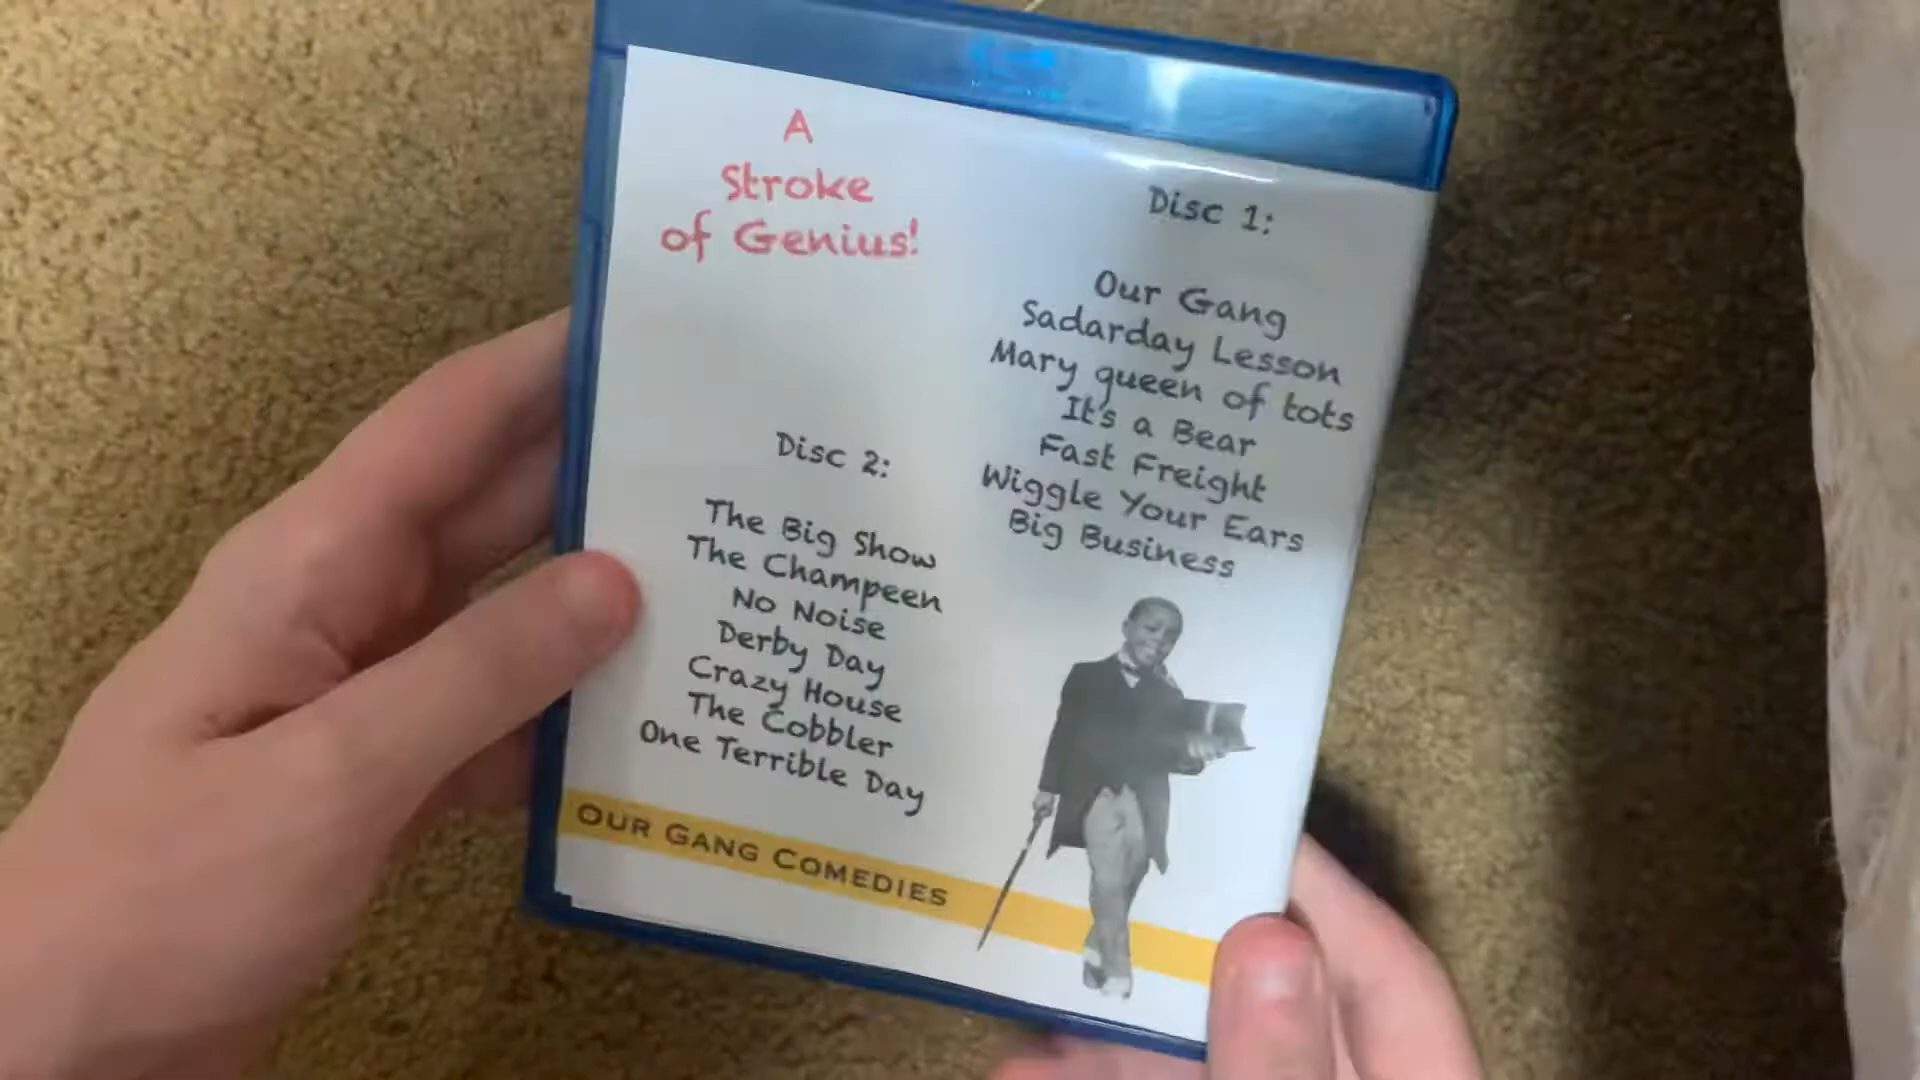 A
Stroke
of Genius!
Disc 1:
Our Gang
Sadarday Lesson
Mary queen of tots
It's a Bear
Fast Freight
Wiggle Your Ears
Big Business
Disc 2:
The Big Show
The Champeen
No Noise
Derby Day
Crazy House
The Cobbler
One Terrible Day
OUR GANG COMEDIES